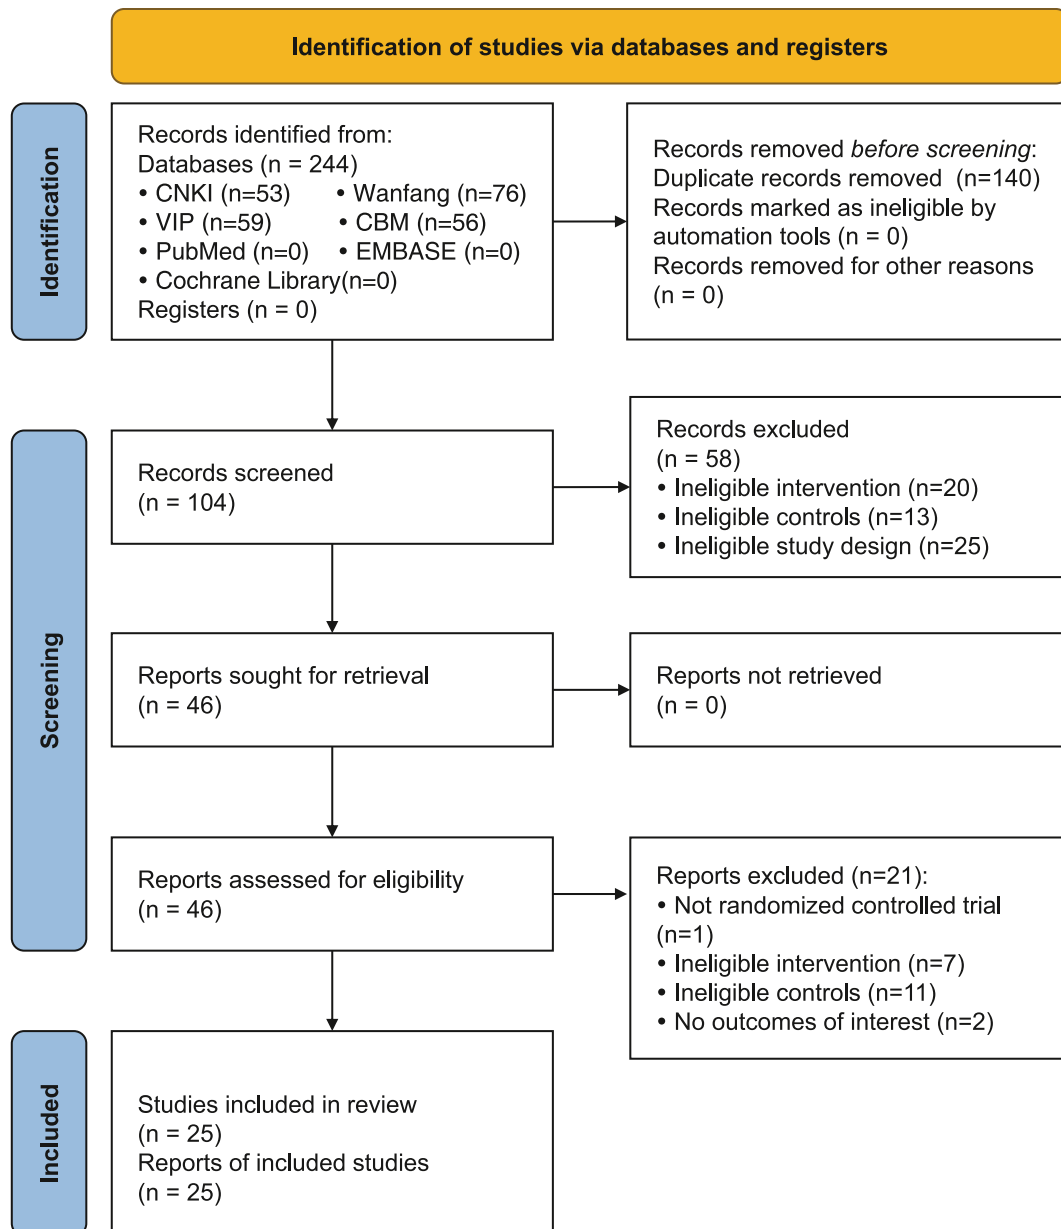 Identification of studies via databases and registers
Identification
Records identified from:
Databases (n = 244)
• CNKI (n=53) • Wanfang (n=76)
• VIP (n=59) • CBM (n=56)
• PubMed (n=0) • EMBASE (n=0)
• Cochrane Library(n=0)
Registers (n = 0)
Records removed before screening:
Duplicate records removed (n=140)
Records marked as ineligible by
automation tools (n = 0)
Records removed for other reasons
(n = 0)
Screening
Records screened
(n = 104)
Records excluded
(n = 58)
• Ineligible intervention (n=20)
• Ineligible controls (n=13)
• Ineligible study design (n=25)
Reports sought for retrieval
(n = 46)
Reports not retrieved
(n = 0)
Reports assessed for eligibility
(n = 46)
Reports excluded (n=21):
• Not randomized controlled trial
(n=1)
• Ineligible intervention (n=7)
• Ineligible controls (n=11)
• No outcomes of interest (n=2)
Included
Studies included in review
(n = 25)
Reports of included studies
(n = 25)